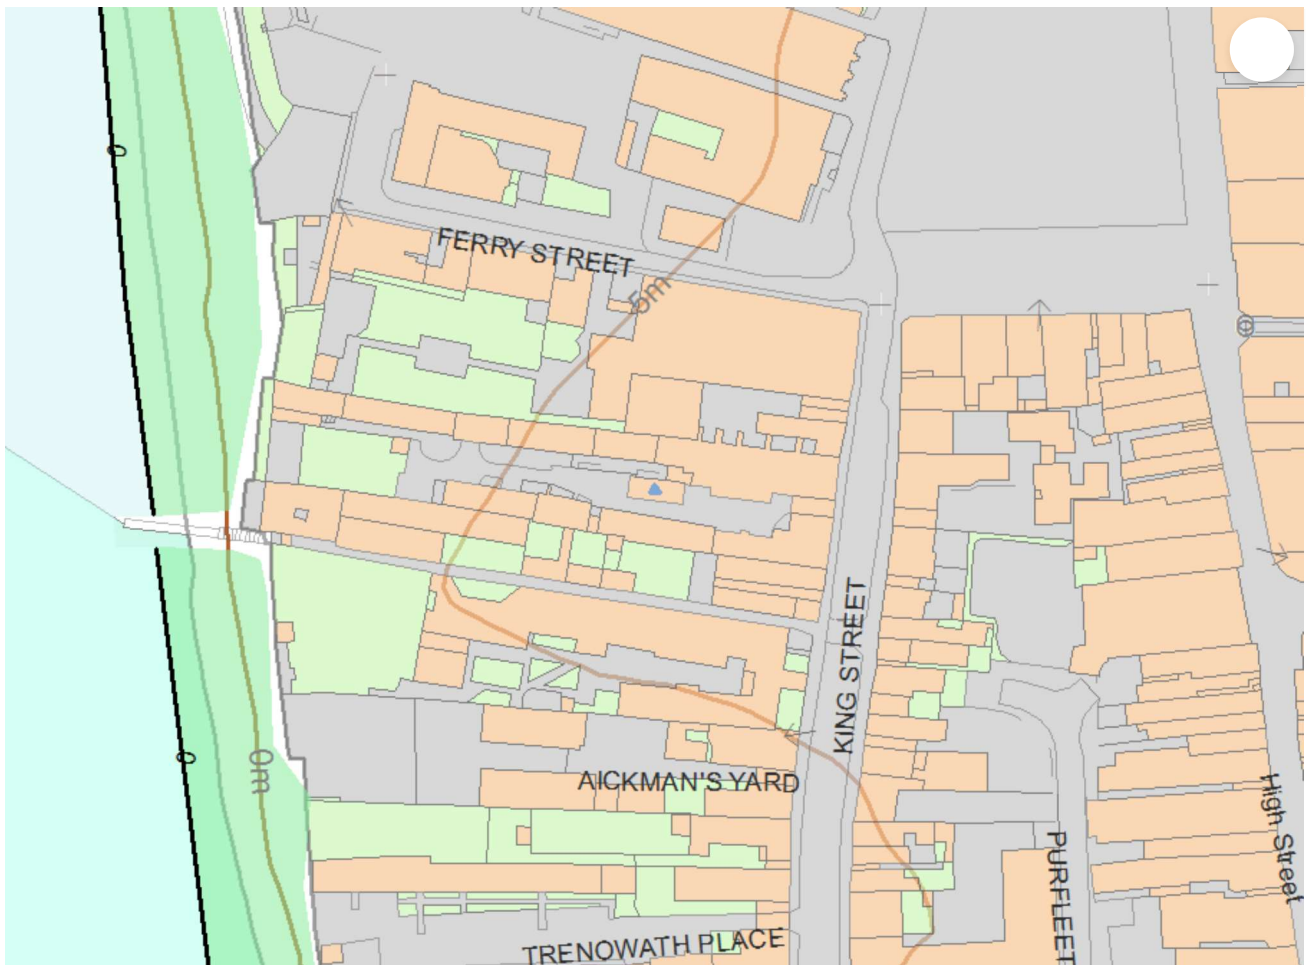 0
FERRY STREET
5m
KING STREET
0
0m
AICKMAN'S YARD
High Street
PURFLEET
TRENOWATH PLACE